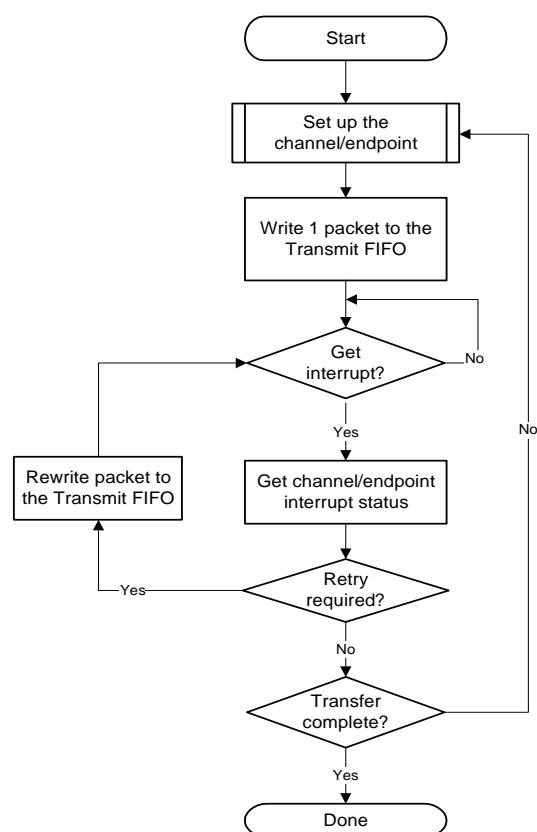 Start
Set up the
channel/endpoint
Write 1 packet to the
Transmit FIFO
Get
interrupt?
No
Yes
No
Rewrite packet to
the Transmit FIFO
Get channel/endpoint
interrupt status
Retry
required?
Yes
No
Transfer
complete?
Yes
Done